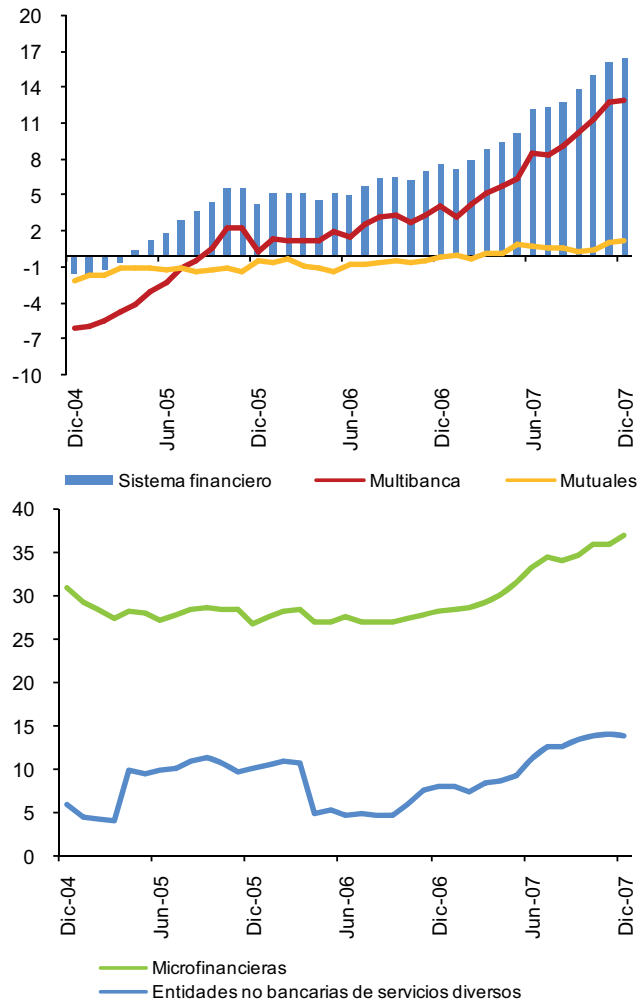 20
17
14
11
8
5
2
-1
-4
-7
-10
Dic-04
Jun-05
Dic-05
Jun-06
Dic-06
Jun-07
Dic-07
Sistema financiero Multibanca Mutuales
40
35
30
25
20
15
10
5
0
Dic-04
Jun-05
Dic-05
Jun-06
Dic-06
Jun-07
Dic-07
Microfinancieras
Entidades no bancarias de servicios diversos